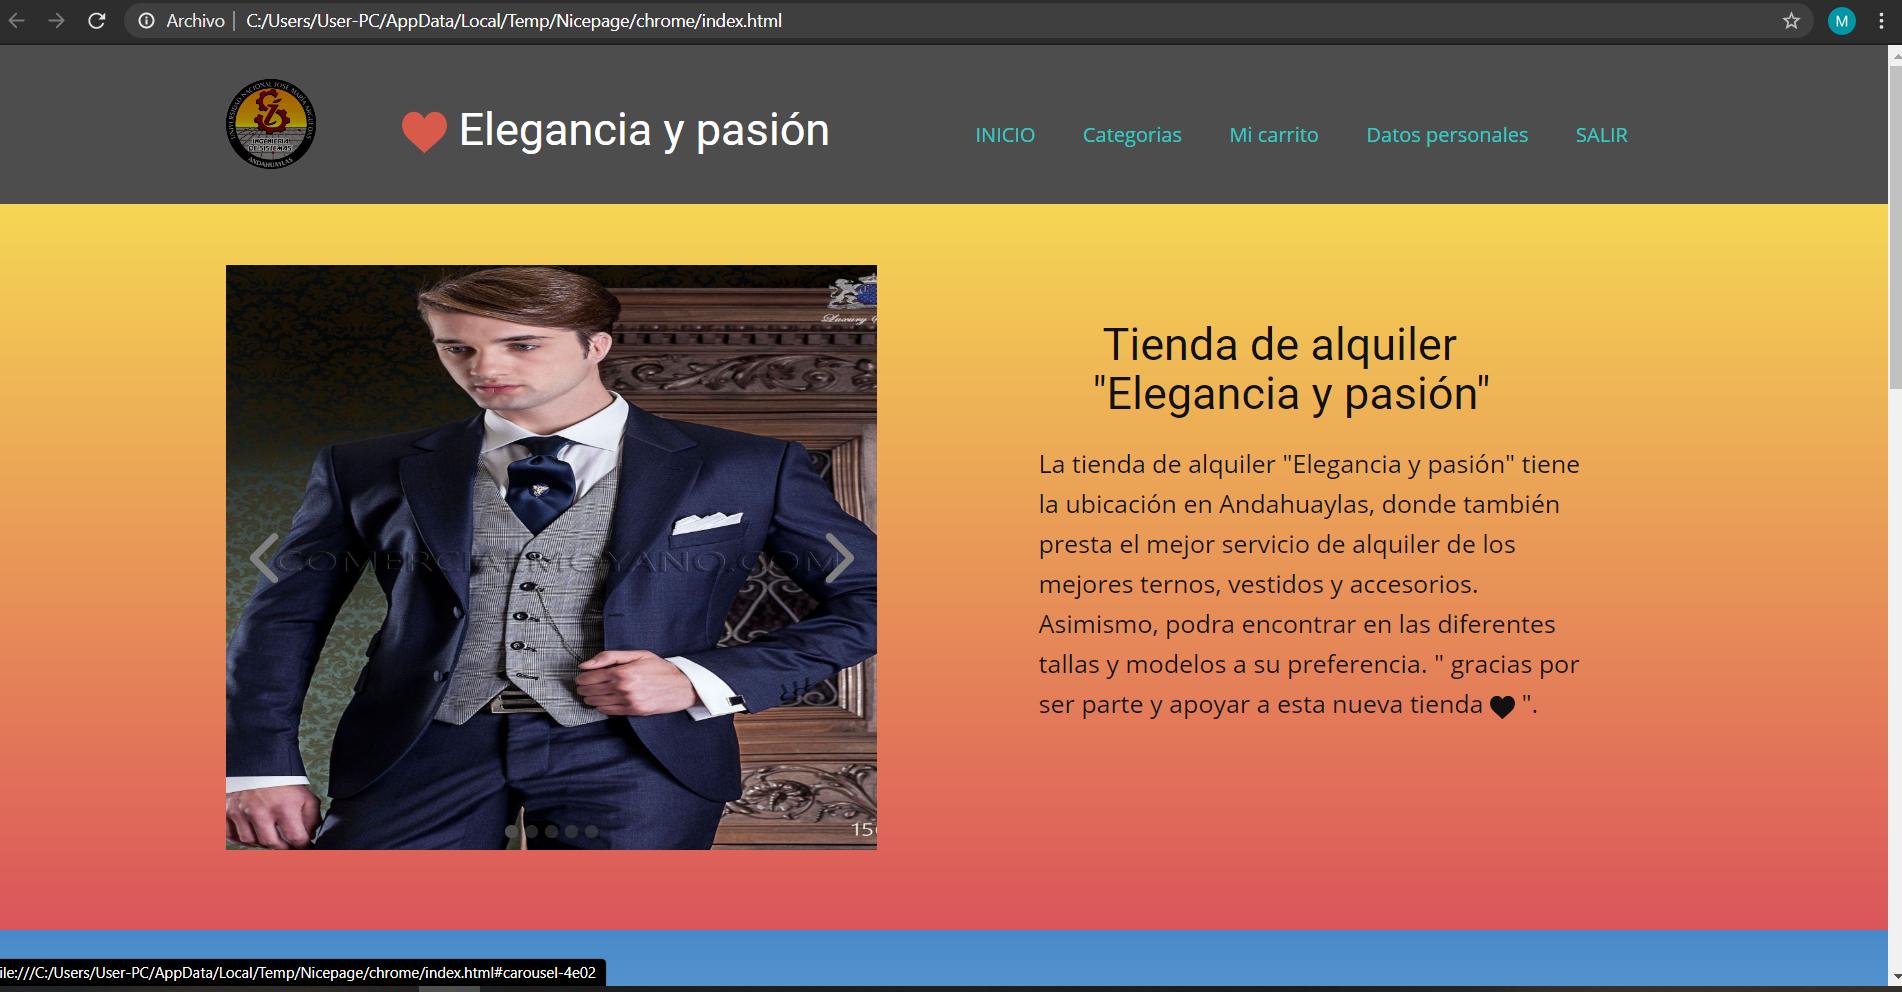 Archivo | C:/Users/User-PC/AppData/Local/Temp/Nicepage/chrome/index.html
M
UNIVERSIDAD NACIONAL JOSÉ MARÍA ARGUEDAS
INGENIERIA
DE SISTEMAS
ANDAHUAYLAS
Elegancia y pasión
INICIO Categorias Mi carrito Datos personales SALIR
Luxury
COMERCIALMOYANO.COM
15
Tienda de alquiler
"Elegancia y pasión"
La tienda de alquiler "Elegancia y pasión" tiene
la ubicación en Andahuaylas, donde también
presta el mejor servicio de alquiler de los
mejores ternos, vestidos y accesorios.
Asimismo, podra encontrar en las diferentes
tallas y modelos a su preferencia. " gracias por
ser parte y apoyar a esta nueva tienda ♥ ".
ile:///C:/Users/User-PC/AppData/Local/Temp/Nicepage/chrome/index.html#carousel-4e02